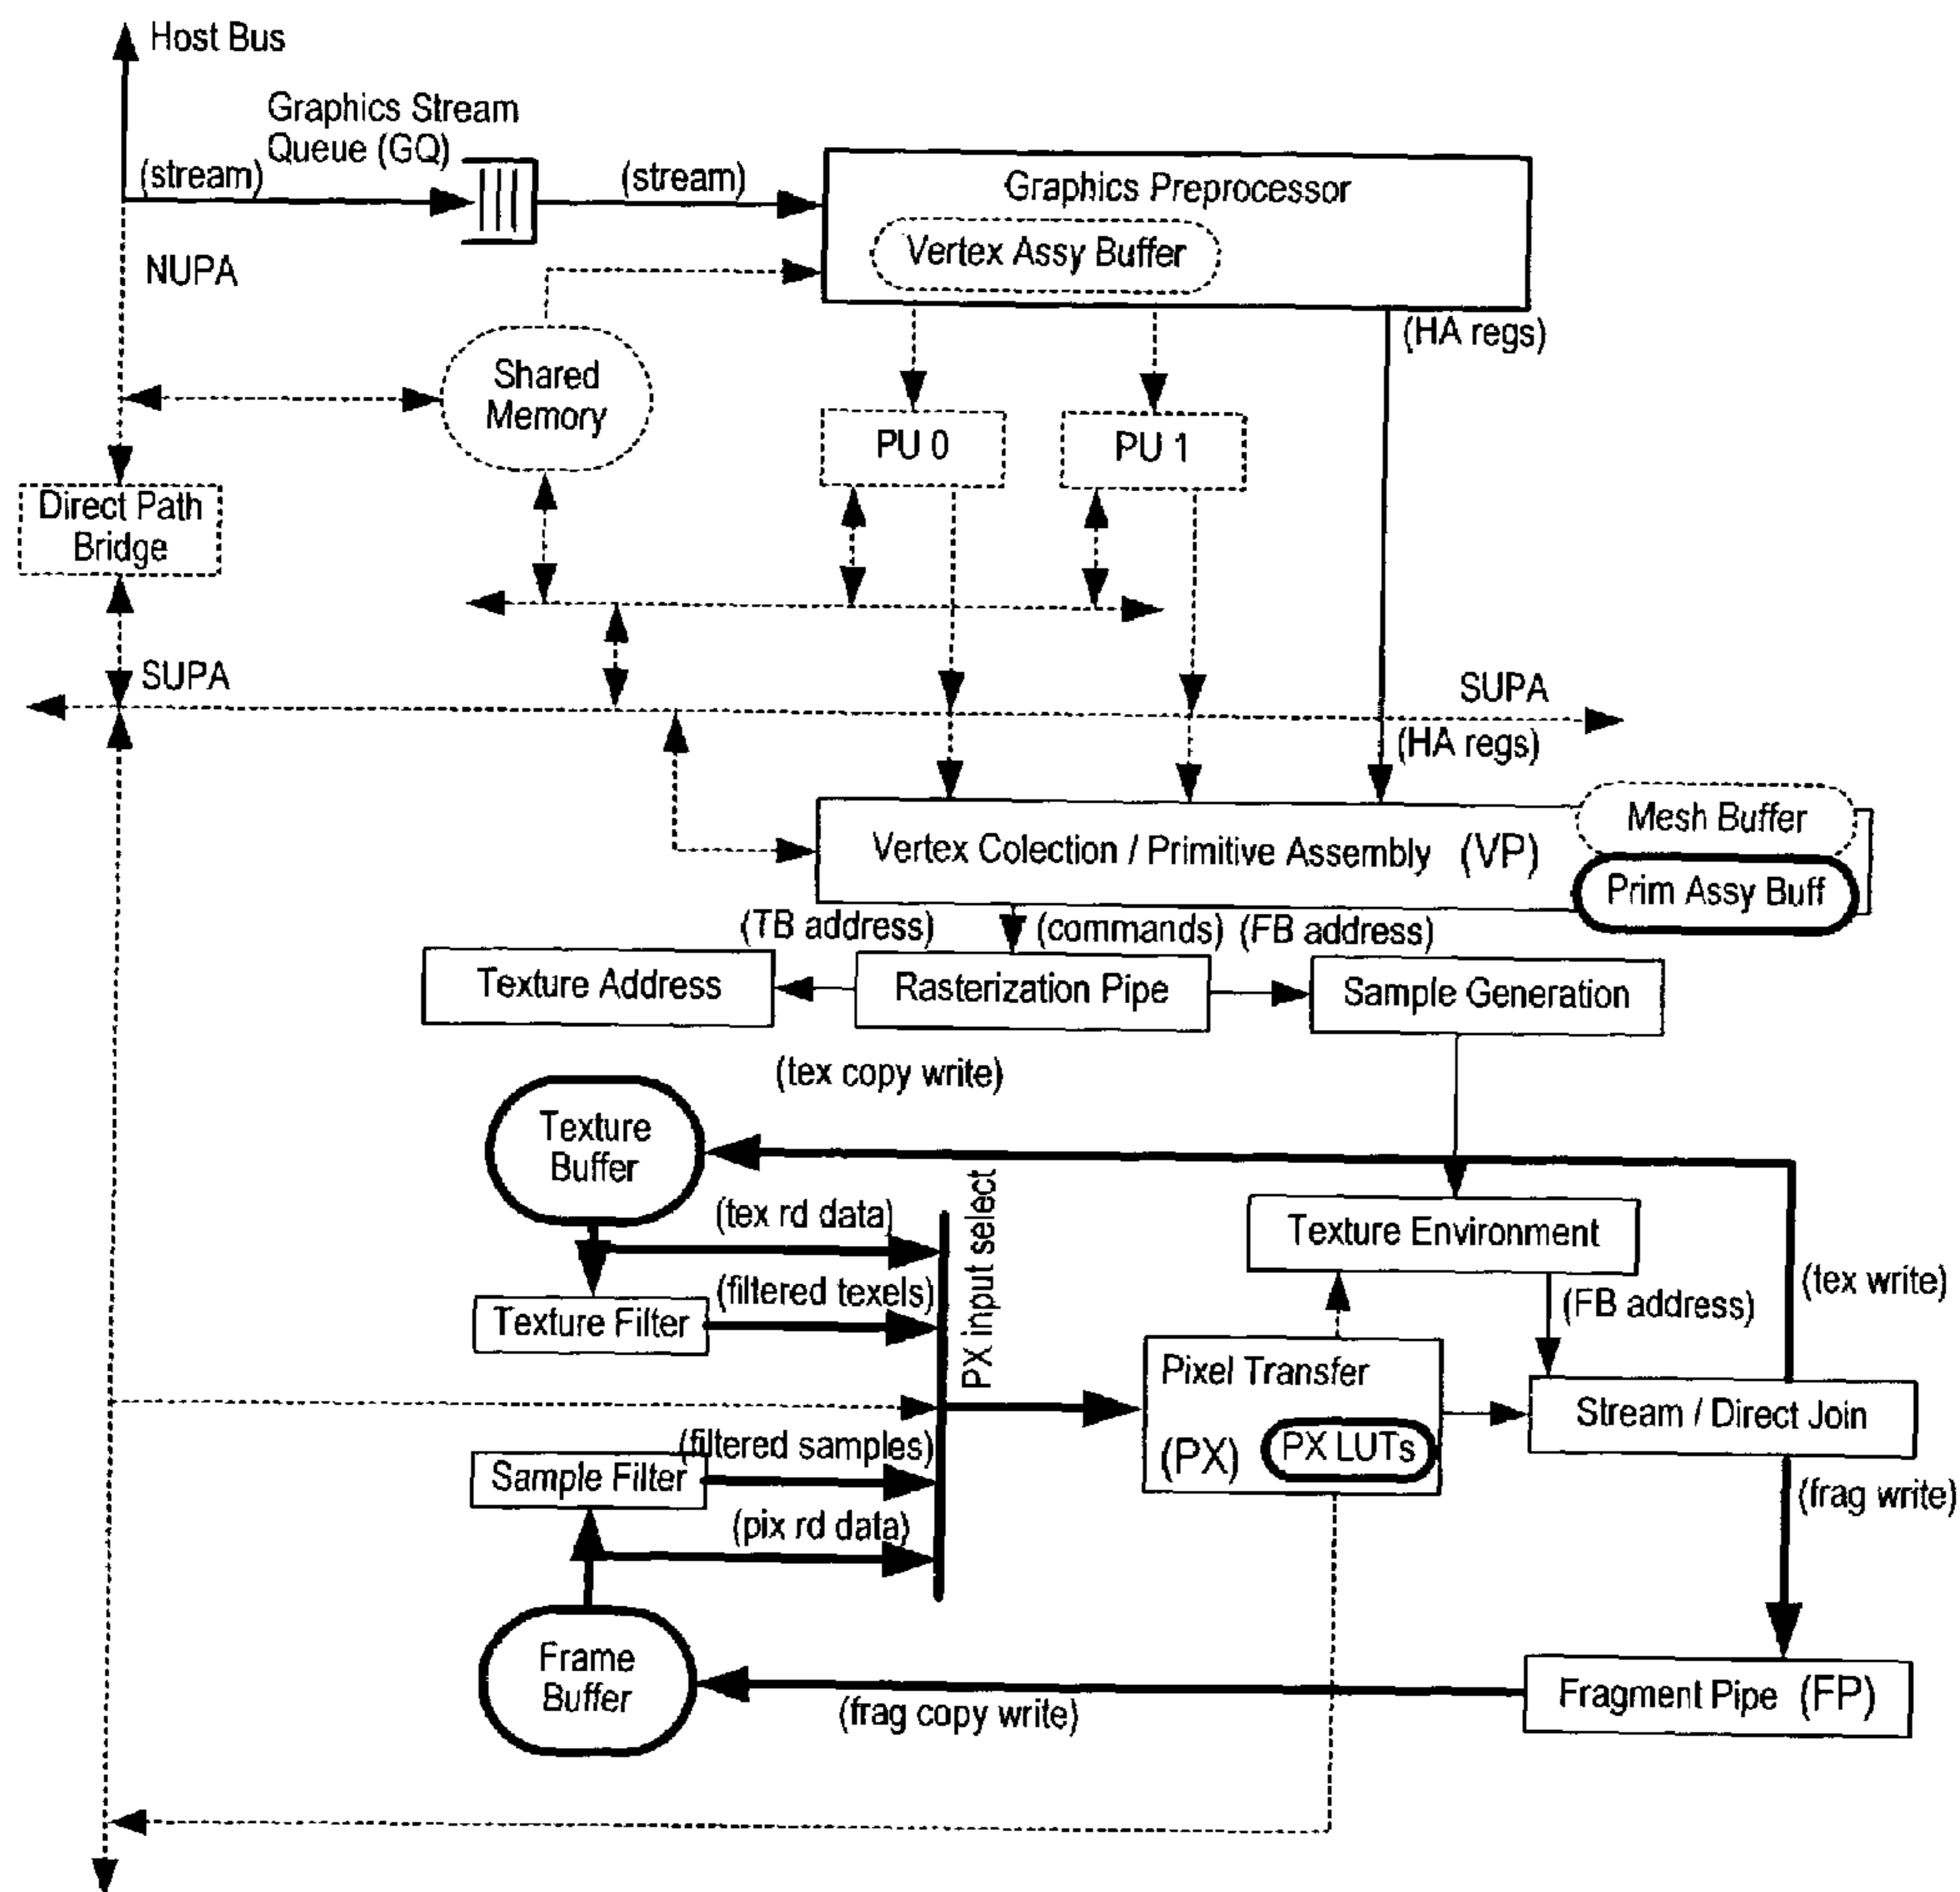 Host Bus
Graphics Stream
Queue (GQ)
(stream)
(stream)
Graphics Preprocessor
Vertex Assy Buffer
NUPA
(HA regs)
Shared
Memory
PU 0
PU 1
Direct Path
Bridge
SUPA
SUPA
(HA regs)
Mesh Buffer
Vertex Colection / Primitive Assembly (VP)
Prim Assy Buff
(TB address)
(commands)
(FB address)
Texture Address
Rasterization Pipe
Sample Generation
(tex copy write)
Texture
Buffer
(tex rd data)
PX input select
Texture Environment
(filtered texels)
(tex write)
(FB address)
Texture Filter
Pixel Transfer
(PX)
PX LUTs
Stream / Direct Join
(filtered samples)
Sample Filter
(frag write)
(pix rd data)
Frame
Buffer
(frag copy write)
Fragment Pipe (FP)